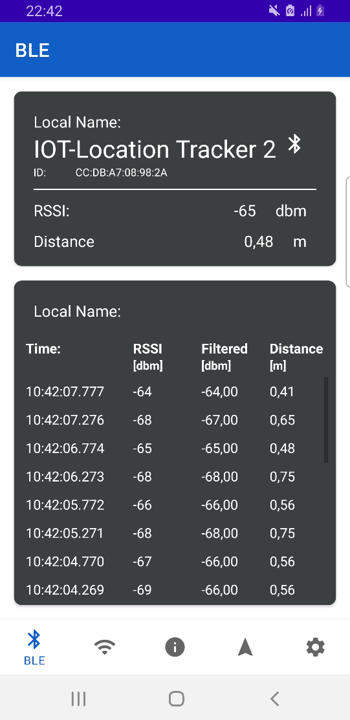 22:42
BLE
Local Name:
IOT-Location Tracker 2
ID: CC:DB:A7:08:98:2A
RSSI: -65 dbm
Distance 0,48 m
Local Name:
Time: RSSI Filtered Distance
[dbm] [dbm] [m]
10:42:07.777 -64 -64,00 0,41
10:42:07.276 -68 -67,00 0,65
10:42:06.774 -65 -65,00 0,48
10:42:06.273 -68 -68,00 0,75
10:42:05.772 -66 -66,00 0,56
10:42:05.271 -68 -68,00 0,75
10:42:04.770 -67 -66,00 0,56
10:42:04.269 -69 -66,00 0,56
BLE